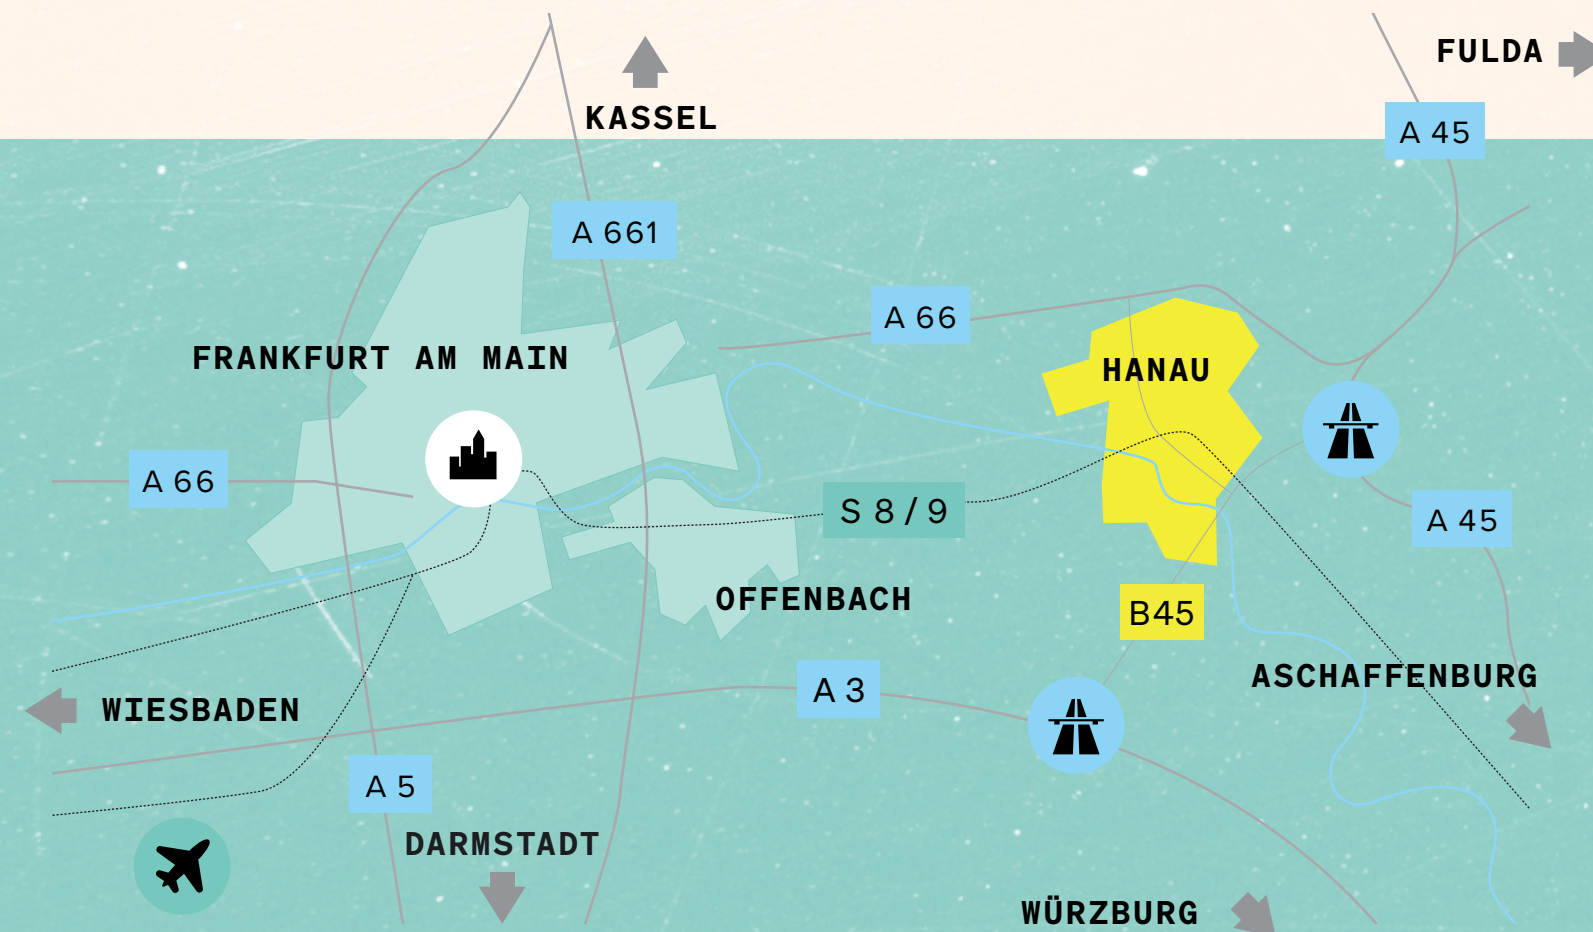 FULDA
KASSEL
A 45
A 661
A 66
FRANKFURT AM MAIN
HANAU
A 66
S 8 / 9
A 45
OFFENBACH
B45
ASCHAFFENBURG
A 3
WIESBADEN
A 5
DARMSTADT
WÜRZBURG